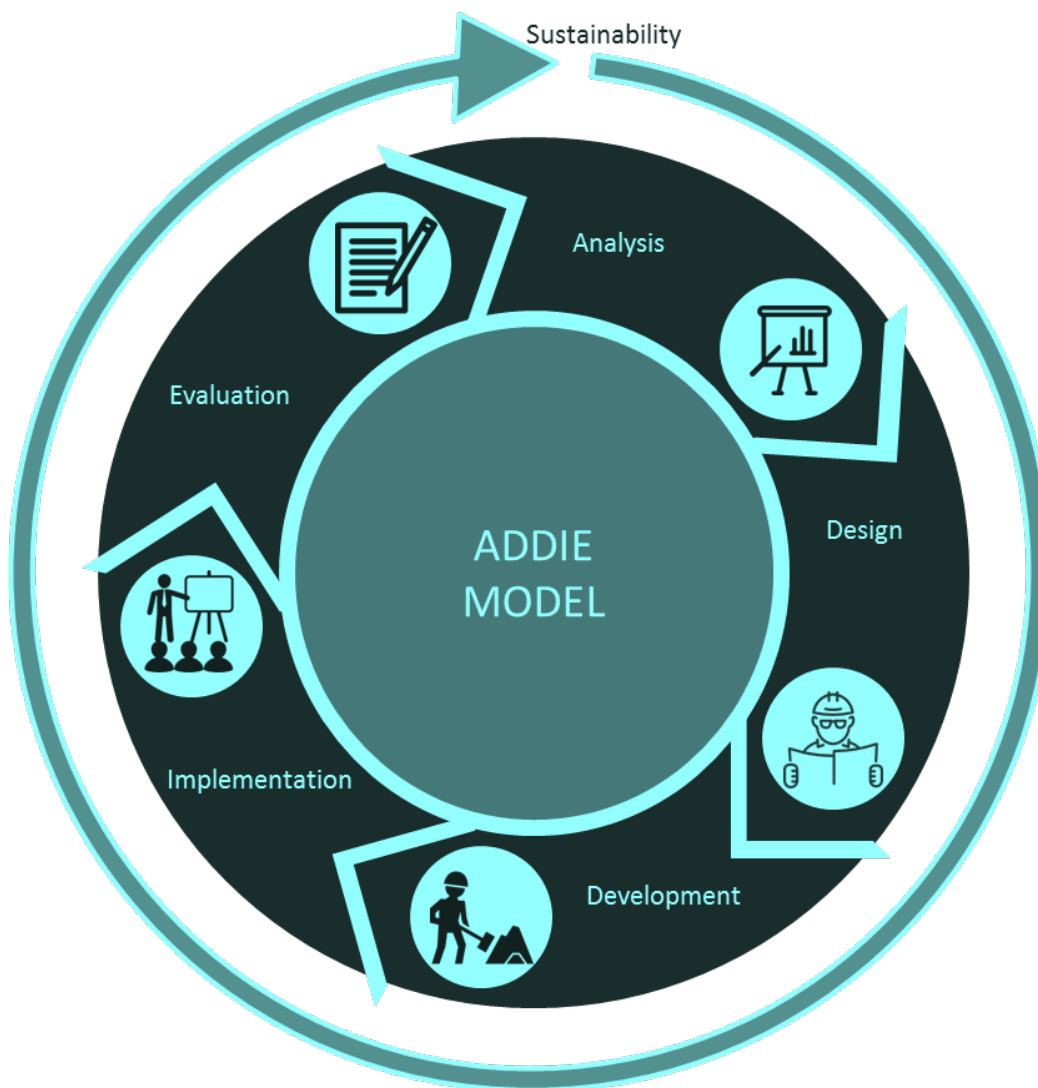 Sustainability
Analysis
Design
Development
Implementation
Evaluation
ADDIE
MODEL